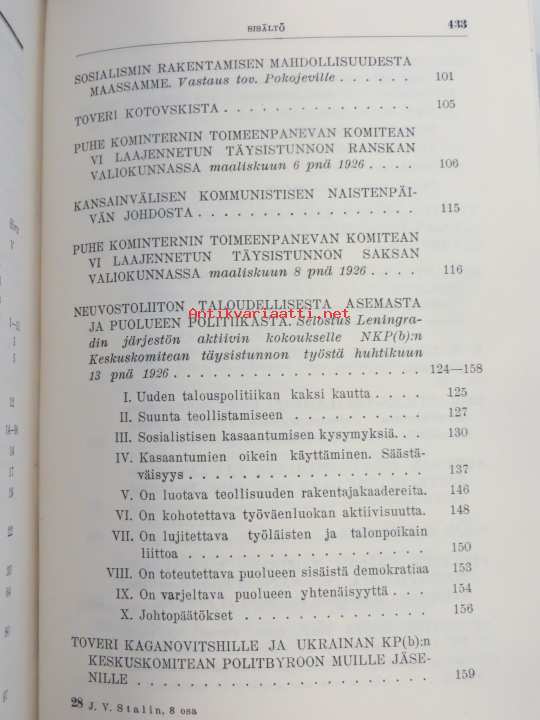 SISÄLTÖ 433
SOSIALISMIN RAKENTAMISEN MAHDOLLISUUDESTA
MAASSAMME. Vastaus tov. Pokojeville . . . . . . 101
TOVERI KOTOVSKISTA . . . . . . . . . . . . . 105
PUHE KOMINTERNIN TOIMEENPANEVAN KOMITEAN
VI LAAJENNETUN TÄYSISTUNNON RANSKAN
VALIOKUNNASSA maaliskuun 6 pnä 1926 . . . . 106
KANSAINVÄLISEN KOMMUNISTISEN NAISTENPÄI-
VÄN JOHDOSTA . . . . . . . . . . . . . . . 115
PUHE KOMINTERNIN TOIMEENPANEVAN KOMITEAN
VI LAAJENNETUN TÄYSISTUNNON SAKSAN
VALIOKUNNASSA maaliskuun 8 pnä 1926 . . . . 116
NEUVOSTOLIITON TALOUDELLISESTA ASEMASTA
JA PUOLUEEN POLITIIKASTA. Selostus Leningra-
Antikvariaatti.net
din järjestön aktiivin kokoukselle NKP(b):n
Keskuskomitean täysistunnon työstä huhtikuun
13 pnä 1926 . . . . . . . . . . . . . . . . . 124—158
I. Uuden talouspolitiikan kaksi kautta . . . . 125
II. Suunta teollistamiseen . . . . . . . . . . 127
III. Sosialistisen kasaantumisen kysymyksiä . . . 130
IV. Kasaantumien oikein käyttäminen. Säästä-
väisyys . . . . . . . . . . . . . . . . . 137
V. On luotava teollisuuden rakentajakaadereita. 146
VI. On kohotettava työväenluokan aktiivisuutta. 148
VII. On lujitettava työläisten ja talonpoikain
liittoa . . . . . . . . . . . . . . . . . 150
VIII. On toteutettava puolueen sisäistä demokratiaa 153
IX. On varjeltava puolueen yhtenäisyyttä . . . 154
X. Johtopäätökset . . . . . . . . . . . . . 156
TOVERI KAGANOVITSHILLE JA UKRAINAN KP(b):n
KESKUSKOMITEAN POLITBYROON MUILLE JÄSE-
NILLE . . . . . . . . . . . . . . . . . . . 159
28 J. V. Stalin, 8 osa